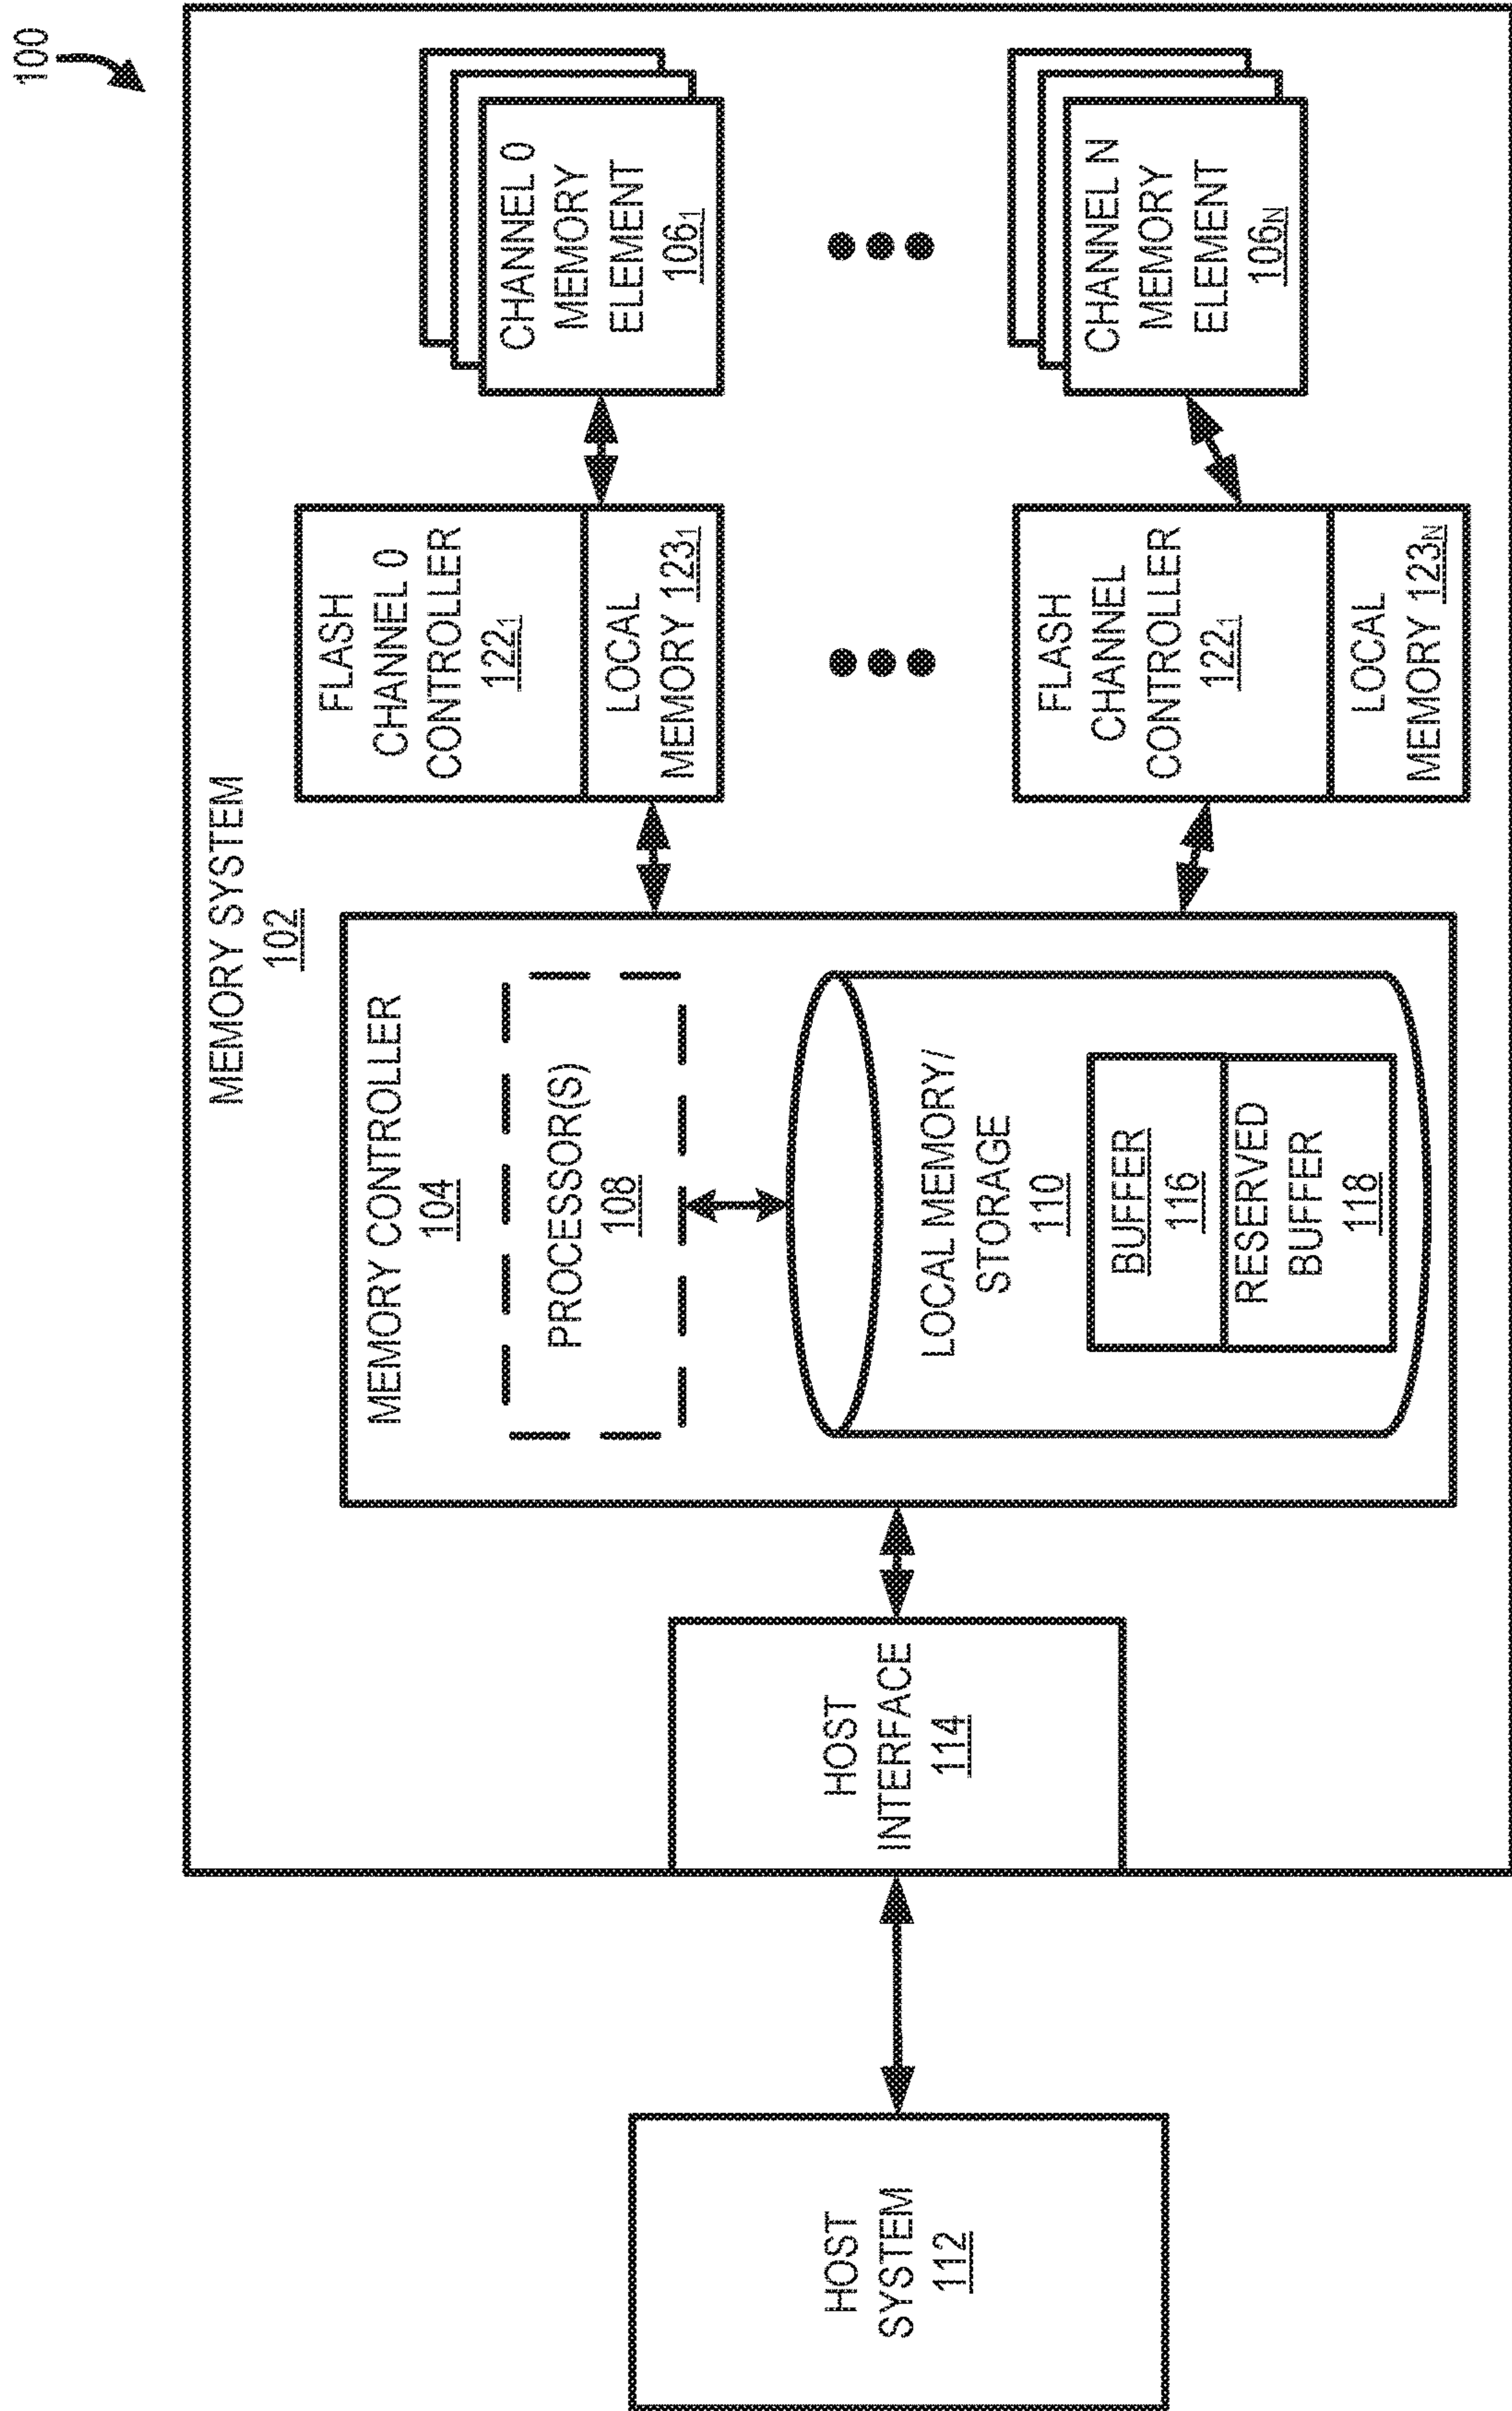 100
MEMORY SYSTEM
102
HOST
SYSTEM
112
HOST
INTERFACE
114
MEMORY CONTROLLER
104
PROCESSOR(S)
108
LOCAL MEMORY/
STORAGE
110
BUFFER
116
RESERVED
BUFFER
118
FLASH
CHANNEL 0
CONTROLLER
122₁
LOCAL
MEMORY 123₁
FLASH
CHANNEL
CONTROLLER
122₁
LOCAL
MEMORY 123N
CHANNEL 0
MEMORY
ELEMENT
106₁
CHANNEL N
MEMORY
ELEMENT
106N